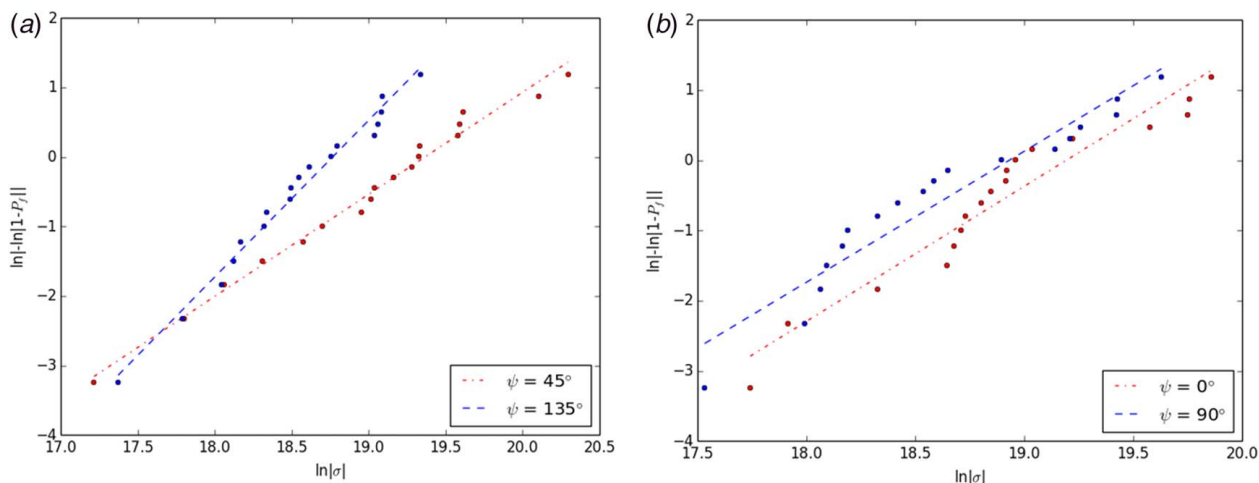 (a)
2
1
0
−1
−2
−3
−4
ln|-ln|1-P_f||
17.0 17.5 18.0 18.5 19.0 19.5 20.0 20.5
ln|σ|
ψ = 45°
ψ = 135°
(b)
2
1
0
−1
−2
−3
−4
ln|-ln|1-P_f||
17.5 18.0 18.5 19.0 19.5 20.0
ln|σ|
ψ = 0°
ψ = 90°